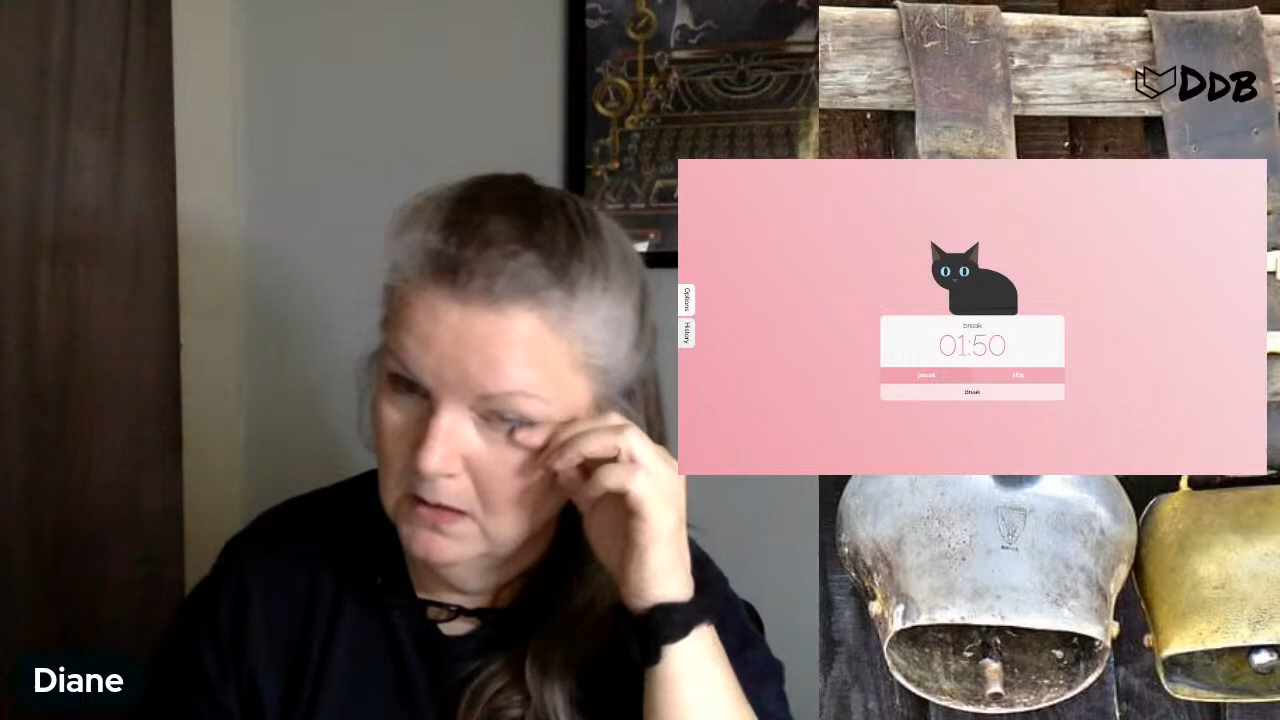 DDB
Options
History
break
01:50
pause
stop
Break
Diane